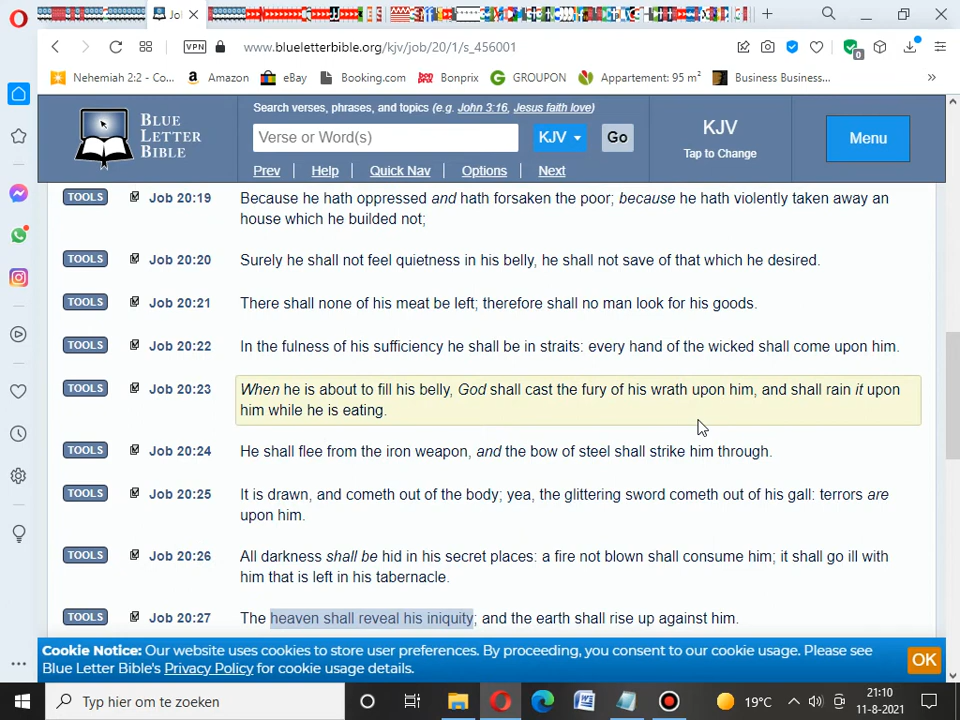 Jol
www.blueletterbible.org/kjv/job/20/1/s_456001
VPN
0
Nehemiah 2:2 - Co...
Amazon
eBay
Booking.com
Bonprix
GROUPON
Appartement: 95 m²
Business Business...
»
BLUE
LETTER
BIBLE
Search verses, phrases, and topics (e.g. John 3:16, Jesus faith love)
Verse or Word(s)
KJV
Go
Prev | Help | Quick Nav | Options | Next
KJV
Tap to Change
Menu
TOOLS Job 20:19 Because he hath oppressed and hath forsaken the poor; because he hath violently taken away an
house which he builded not;
TOOLS Job 20:20 Surely he shall not feel quietness in his belly, he shall not save of that which he desired.
TOOLS Job 20:21 There shall none of his meat be left; therefore shall no man look for his goods.
TOOLS Job 20:22 In the fulness of his sufficiency he shall be in straits: every hand of the wicked shall come upon him.
TOOLS Job 20:23 When he is about to fill his belly, God shall cast the fury of his wrath upon him, and shall rain it upon
him while he is eating.
TOOLS Job 20:24 He shall flee from the iron weapon, and the bow of steel shall strike him through.
TOOLS Job 20:25 It is drawn, and cometh out of the body; yea, the glittering sword cometh out of his gall: terrors are
upon him.
TOOLS Job 20:26 All darkness shall be hid in his secret places: a fire not blown shall consume him; it shall go ill with
him that is left in his tabernacle.
TOOLS Job 20:27 The heaven shall reveal his iniquity; and the earth shall rise up against him.
Cookie Notice: Our website uses cookies to store user preferences. By proceeding, you consent to our cookie usage. Please see
Blue Letter Bible's Privacy Policy for cookie usage details.
OK
Typ hier om te zoeken
19°C
21:10
11-8-2021